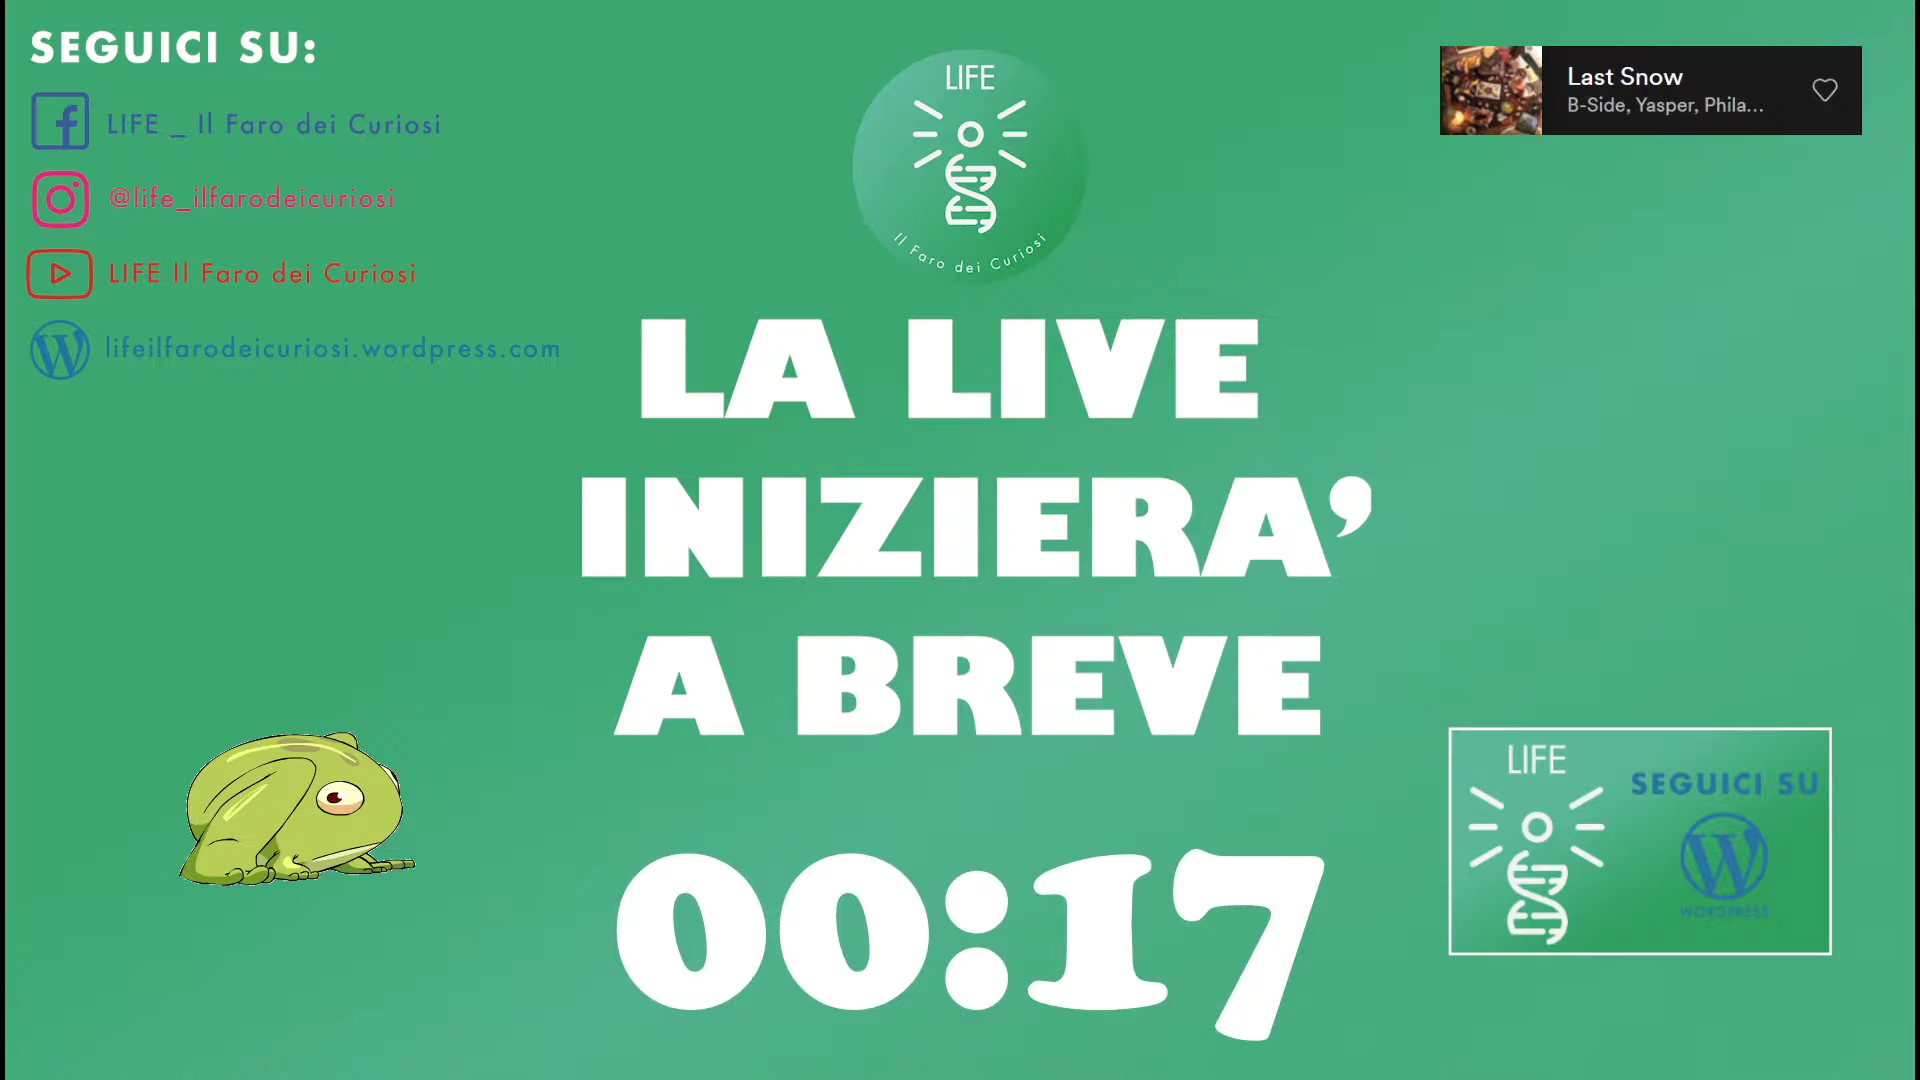 SEGUICI SU:
LIFE _ Il Faro dei Curiosi
@life_ilfarodeicuriosi
LIFE Il Faro dei Curiosi
lifeilfarodeicuriosi.wordpress.com
LIFE
Il Faro dei Curiosi
Last Snow
B-Side, Yasper, Phila...
LA LIVE
INIZIERA’
A BREVE
00:17
LIFE
SEGUICI SU
WORDPRESS